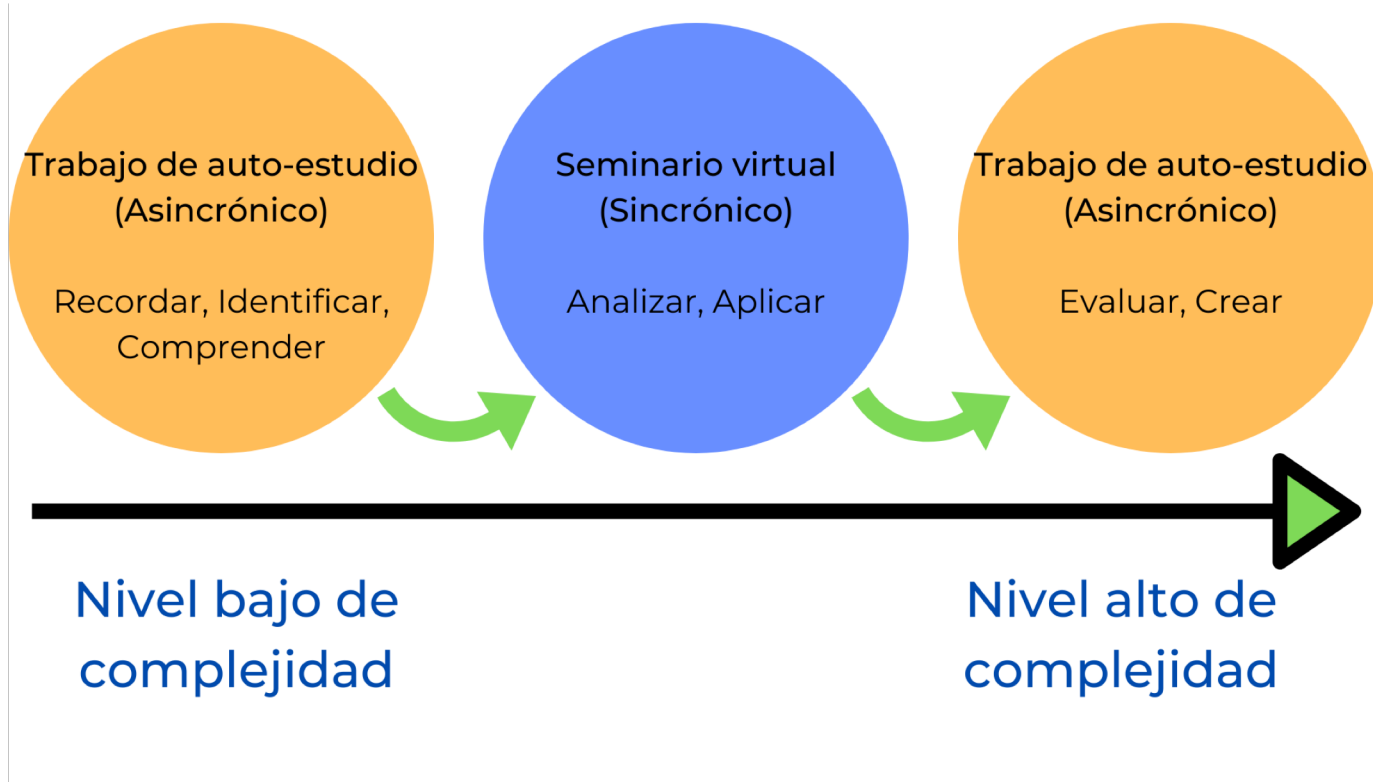 Trabajo de auto-estudio
(Asincrónico)
Recordar, Identificar,
Comprender
Seminario virtual
(Sincrónico)
Analizar, Aplicar
Trabajo de auto-estudio
(Asincrónico)
Evaluar, Crear
Nivel bajo de
complejidad
Nivel alto de
complejidad